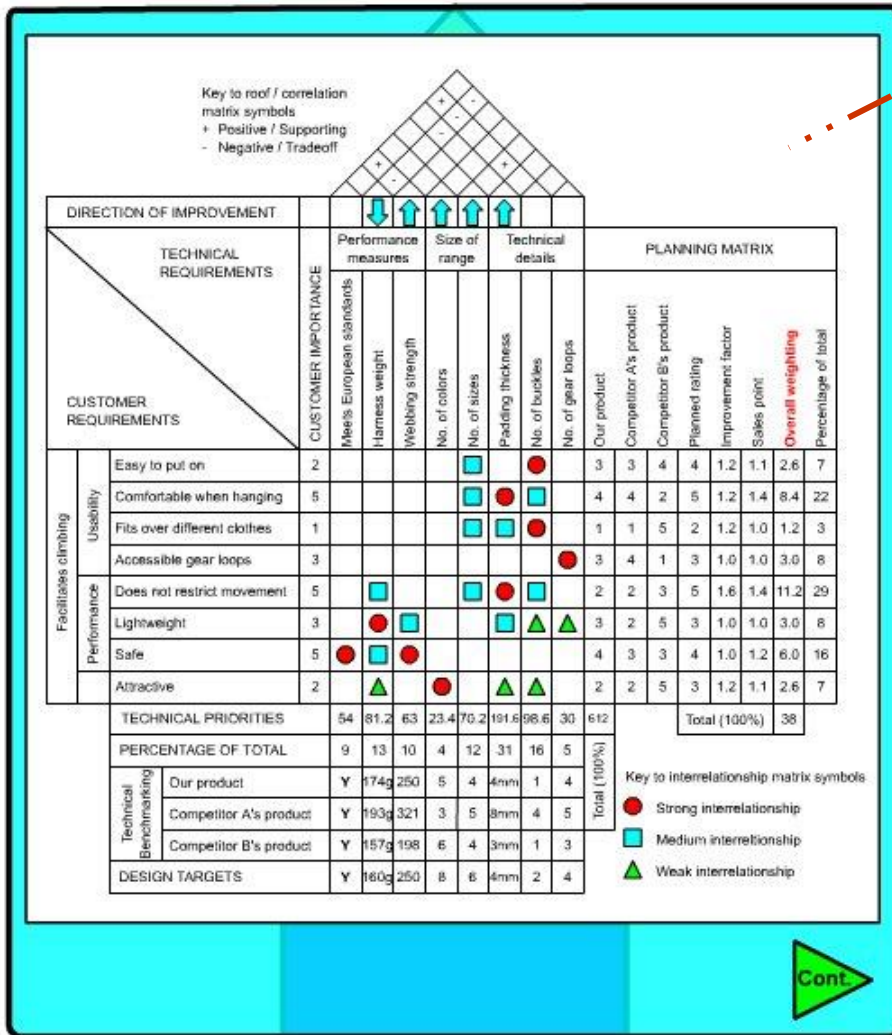 Key to roof / correlation
matrix symbols
+ Positive / Supporting
- Negative / Tradeoff
+ -
-
-
+ +
-
DIRECTION OF IMPROVEMENT
TECHNICAL
REQUIREMENTS
CUSTOMER
REQUIREMENTS
CUSTOMER IMPORTANCE
Performance
measures
Size of
range
Technical
details
PLANNING MATRIX
Meets European standards
Harness weight
Webbing strength
No. of colors
No. of sizes
Padding thickness
No. of buckles
No. of gear loops
Our product
Competitor A's product
Competitor B's product
Planned rating
Improvement factor
Sales point
Overall weighting
Percentage of total
Facilitates climbing
Usability
Performance
Easy to put on 2 3 3 4 4 1.2 1.1 2.6 7
Comfortable when hanging 5 4 4 2 5 1.2 1.4 8.4 22
Fits over different clothes 1 1 1 5 2 1.2 1.0 1.2 3
Accessible gear loops 3 3 4 1 3 1.0 1.0 3.0 8
Does not restrict movement 5 2 2 3 5 1.6 1.4 11.2 29
Lightweight 3 3 2 5 3 1.0 1.0 3.0 8
Safe 5 4 3 3 4 1.0 1.2 6.0 16
Attractive 2 2 2 5 3 1.2 1.1 2.6 7
TECHNICAL PRIORITIES 54 81.2 63 23.4 70.2 191.6 98.6 30 612 Total (100%) 38
PERCENTAGE OF TOTAL 9 13 10 4 12 31 16 5
Total (100%)
Technical
Benchmarking
Our product Y 174g 250 5 4 4mm 1 4
Competitor A's product Y 193g 321 3 5 8mm 4 5
Competitor B's product Y 157g 198 6 4 3mm 1 3
DESIGN TARGETS Y 160g 250 8 6 4mm 2 4
Key to interrelationship matrix symbols
Strong interrelationship
Medium interreltionship
Weak interrelationship
Cont.